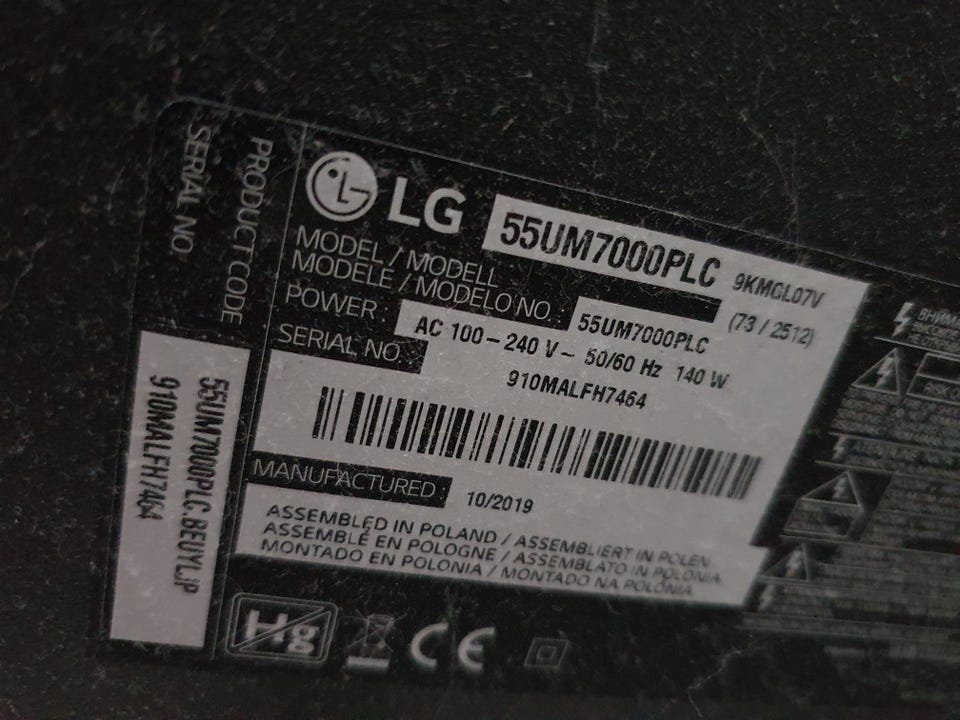 PRODUCT CODE
SERIAL NO.
55UM7000PLC.BEUYLJP
910MALFH7464
LG 55UM7000PLC 9KMGL07V
MODEL / MODELL
MODELE / MODELO NO. 55UM7000PLC (73 / 2512)
POWER : AC 100 – 240 V ~ 50/60 Hz 140 W
SERIAL NO. 910MALFH7464
MANUFACTURED : 10/2019
ASSEMBLED IN POLAND / ASSEMBLIERT IN POLEN
ASSEMBLÉ EN POLOGNE / ASSEMBLATO IN POLONIA
MONTADO EN POLONIA / MONTADO NA POLÓNIA
Hg
CE